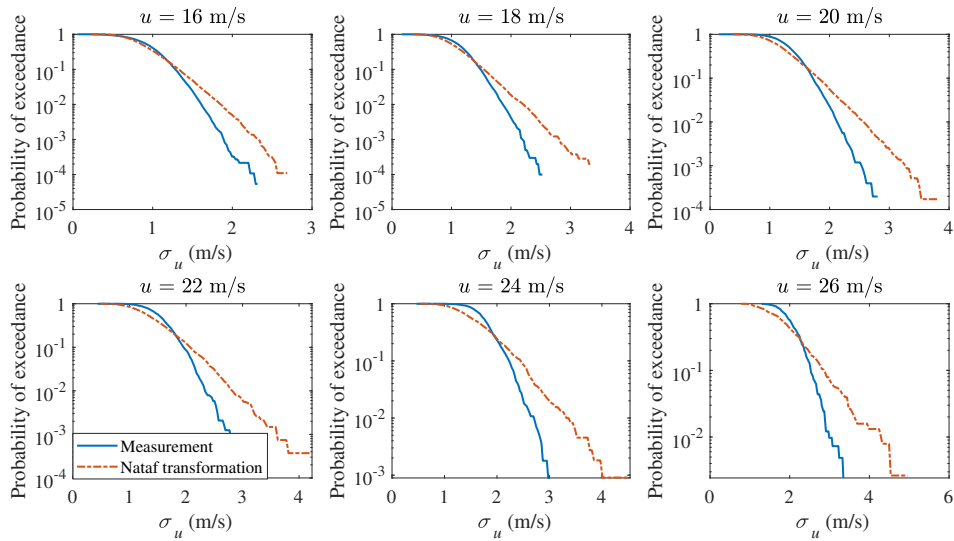 u = 16 m/s
u = 18 m/s
u = 20 m/s
Probability of exceedance
1
10^-1
10^-2
10^-3
10^-4
10^-5
0 1 2 3
σ_u (m/s)
Probability of exceedance
1
10^-1
10^-2
10^-3
10^-4
10^-5
0 1 2 3 4
σ_u (m/s)
Probability of exceedance
1
10^-1
10^-2
10^-3
10^-4
0 1 2 3 4
σ_u (m/s)
u = 22 m/s
u = 24 m/s
u = 26 m/s
Probability of exceedance
1
10^-1
10^-2
10^-3
10^-4
Measurement
Nataf transformation
0 1 2 3 4
σ_u (m/s)
Probability of exceedance
1
10^-1
10^-2
10^-3
0 1 2 3 4
σ_u (m/s)
Probability of exceedance
1
10^-1
10^-2
0 2 4 6
σ_u (m/s)